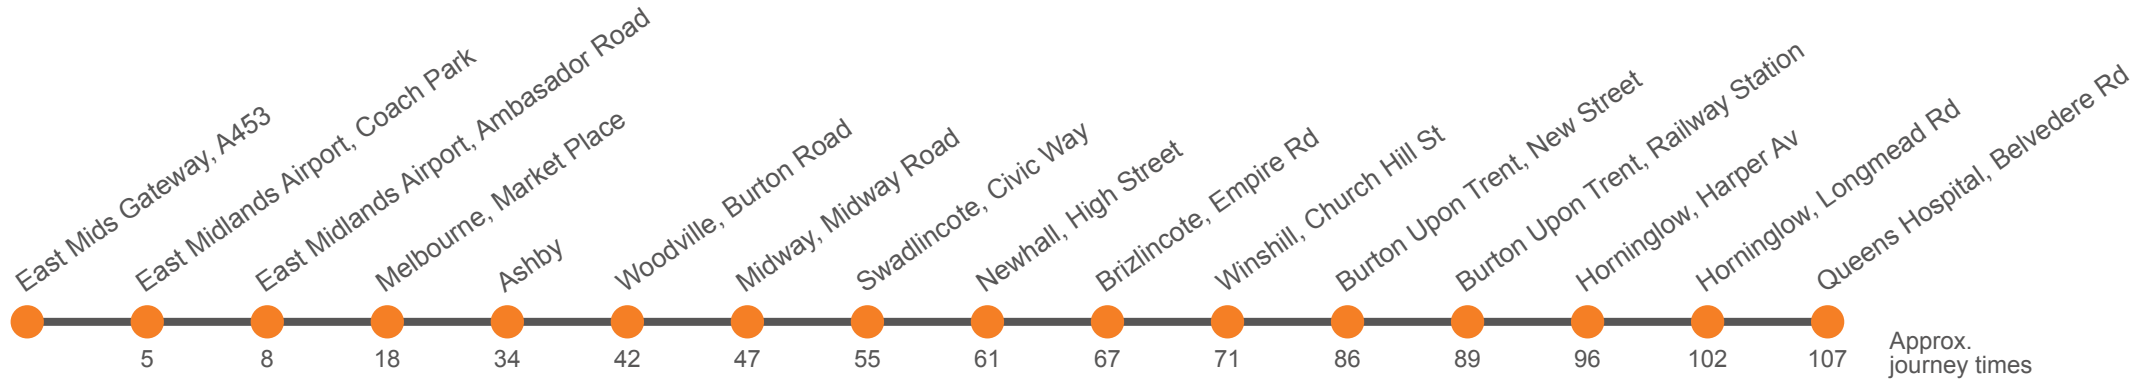 East Mids Gateway, A453
East Midlands Airport, Coach Park
East Midlands Airport, Ambasador Road
Melbourne, Market Place
Ashby
Woodville, Burton Road
Midway, Midway Road
Swadlincote, Civic Way
Newhall, High Street
Brizlincote, Empire Rd
Winshill, Church Hill St
Burton Upon Trent, New Street
Burton Upon Trent, Railway Station
Horninglow, Harper Av
Horninglow, Longmead Rd
Queens Hospital, Belvedere Rd
5 8 18 34 42 47 55 61 67 71 86 89 96 102 107
Approx.
journey times